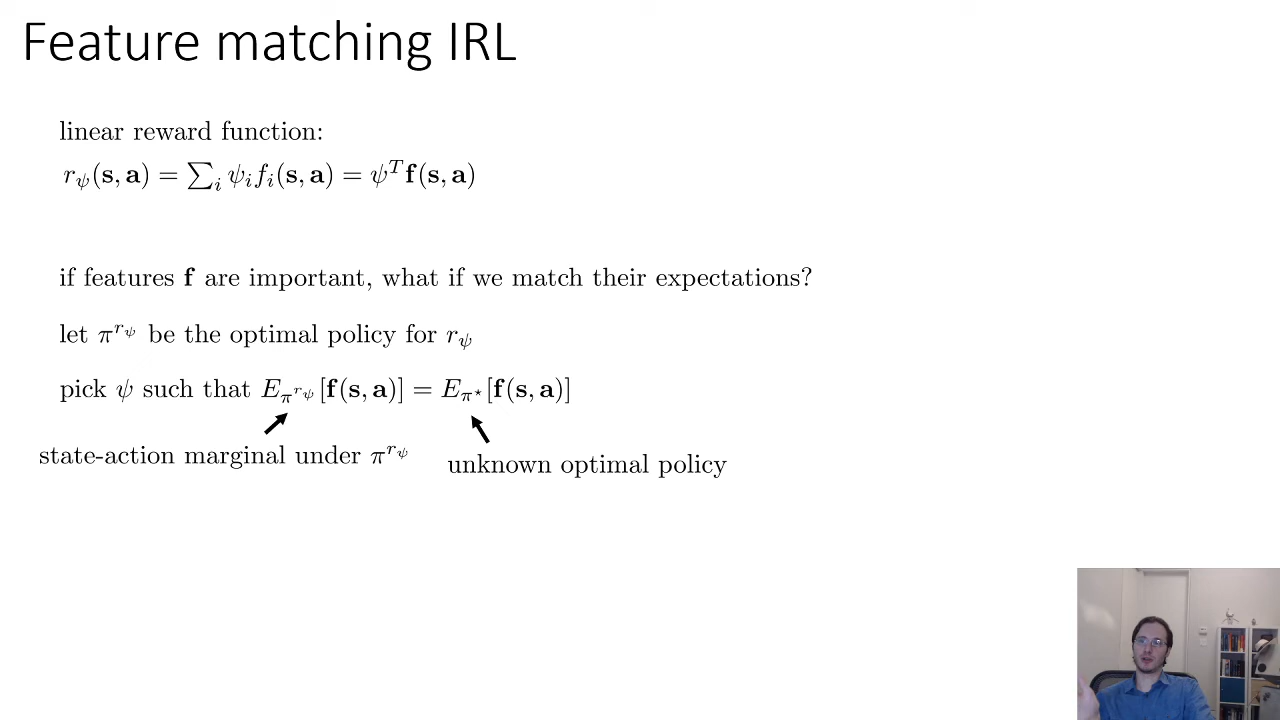 Feature matching IRL
linear reward function:
r_ψ(s, a) = ∑_i ψ_i f_i(s, a) = ψ^T f(s, a)
if features f are important, what if we match their expectations?
let π^{r_ψ} be the optimal policy for r_ψ
pick ψ such that E_{π^{r_ψ}}[f(s, a)] = E_{π^⋆}[f(s, a)]
state-action marginal under π^{r_ψ}
unknown optimal policy